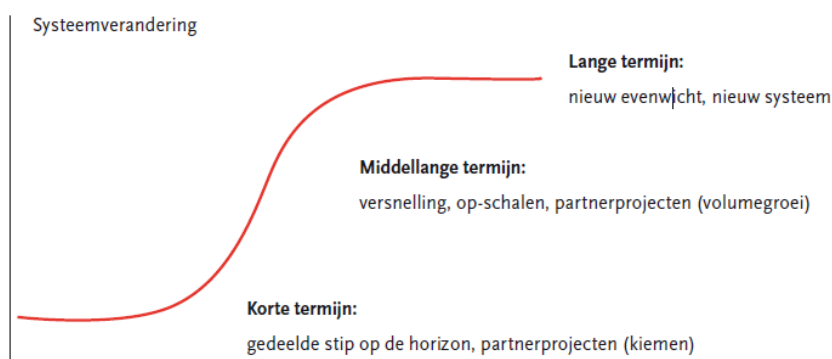 Systeemverandering
Lange termijn:
nieuw evenwicht, nieuw systeem
Middellange termijn:
versnelling, op-schalen, partnerprojecten (volumegroei)
Korte termijn:
gedeelde stip op de horizon, partnerprojecten (kiemen)